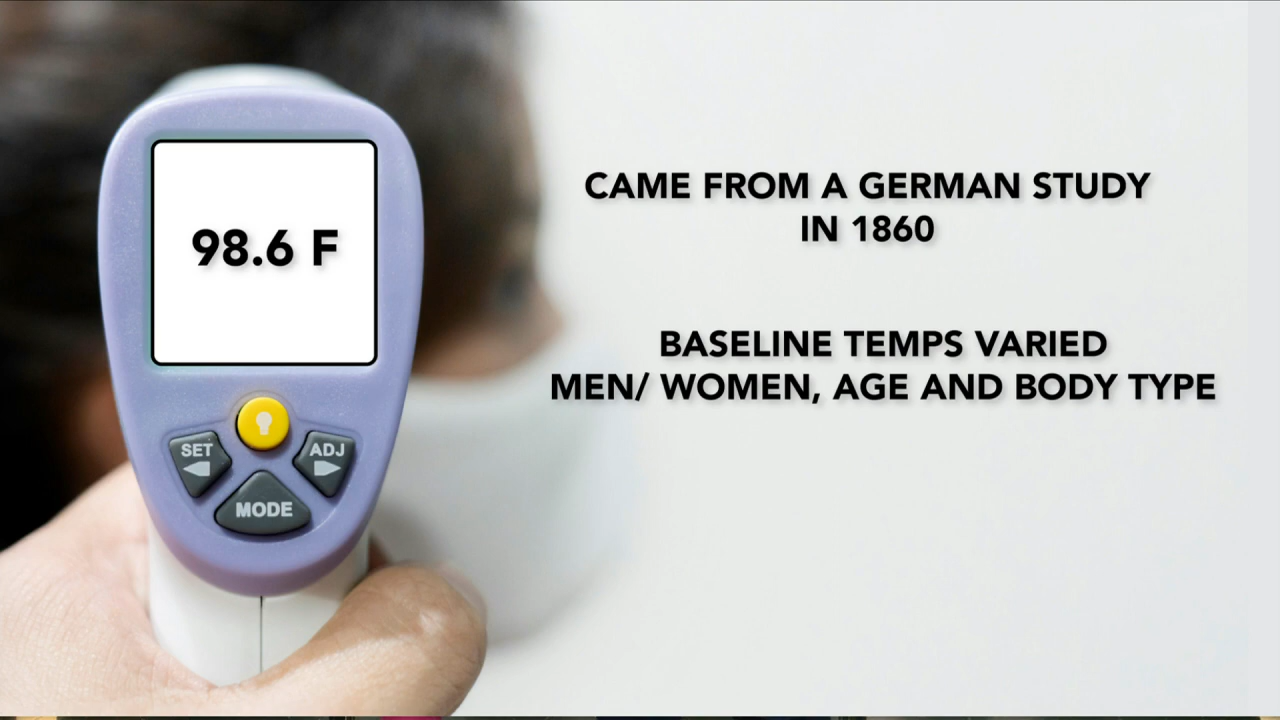 98.6 F
SET
ADJ
MODE
CAME FROM A GERMAN STUDY
IN 1860
BASELINE TEMPS VARIED
MEN/ WOMEN, AGE AND BODY TYPE